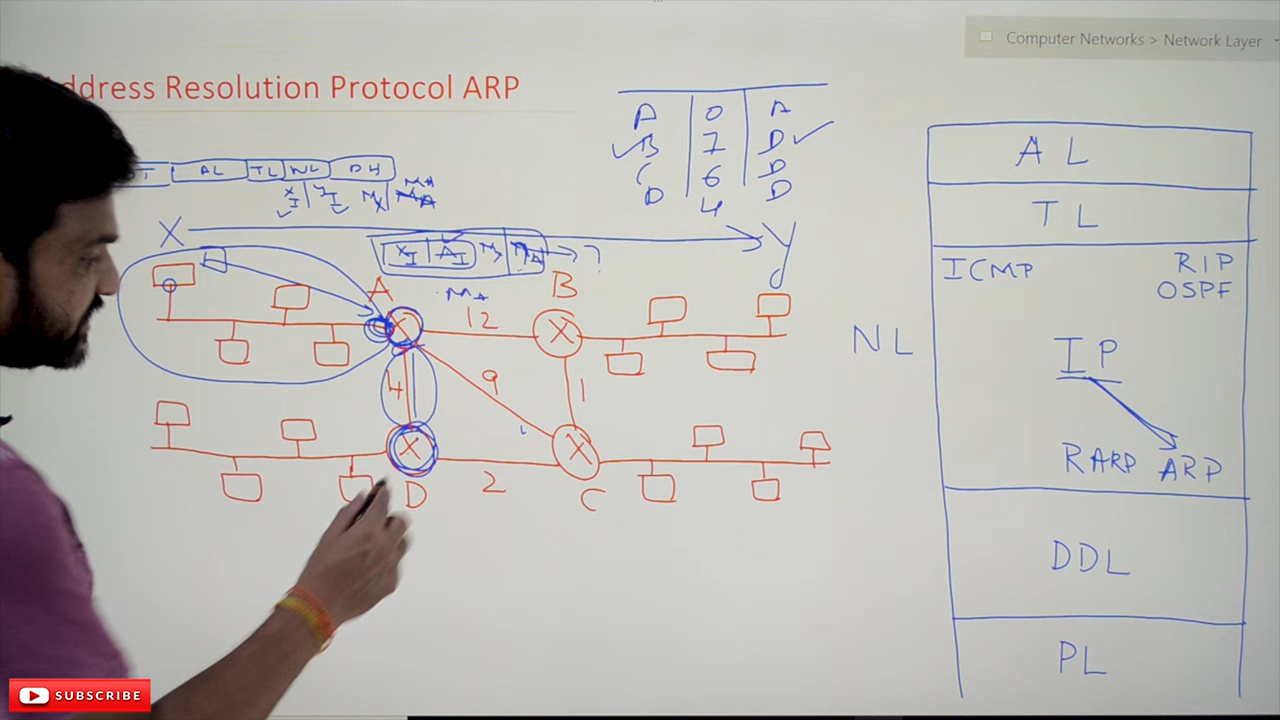 Computer Networks > Network Layer
ddress Resolution Protocol ARP
A 0 A
B 7 D
C 6 D
D 4 D
T AL TL NL DH
X Y
A B
12
4 9 1
D 2 C
AL
TL
ICMP RIP
OSPF
NL
IP
RARP ARP
DDL
PL
SUBSCRIBE